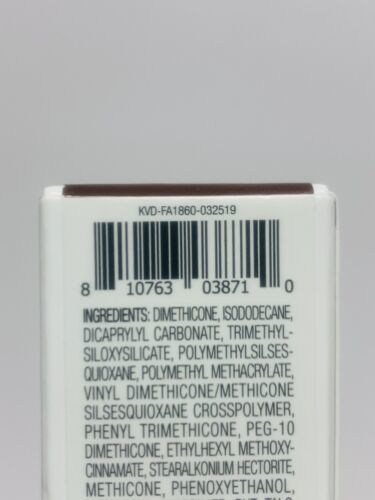 KVD-FA1860-032519
8 10763 03871 0
INGREDIENTS: DIMETHICONE, ISODODECANE,
DICAPRYLYL CARBONATE, TRIMETHYL-
SILOXYSILICATE, POLYMETHYLSILSES-
QUIOXANE, POLYMETHYL METHACRYLATE,
VINYL DIMETHICONE/METHICONE
SILSESQUIOXANE CROSSPOLYMER,
PHENYL TRIMETHICONE, PEG-10
DIMETHICONE, ETHYLHEXYL METHOXY-
CINNAMATE, STEARALKONIUM HECTORITE,
METHICONE, PHENOXYETHANOL,